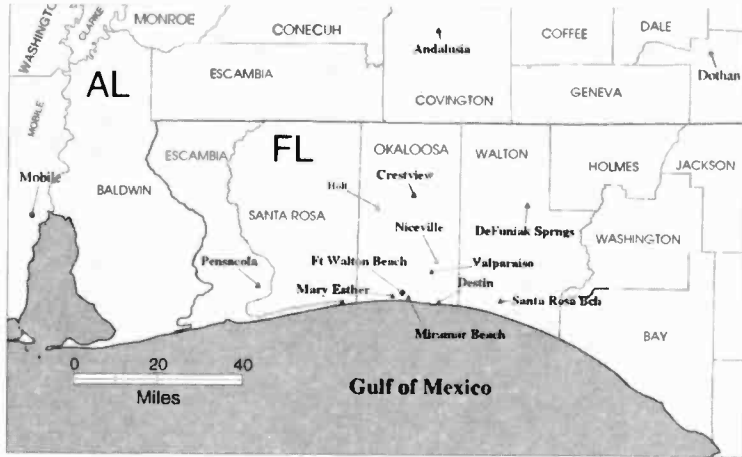 WASHINGTON
CLARKE
MONROE
CONECUH
Andalusia
COFFEE
DALE
Dothan
AL
ESCAMBIA
COVINGTON
GENEVA
MOBILE
ESCAMBIA
FL
OKALOOSA
WALTON
HOLMES
JACKSON
Mobile
BALDWIN
Crestview
Holt
SANTA ROSA
Niceville
DeFuniak Sprngs
WASHINGTON
Pensacola
Ft Walton Beach
Valparaiso
Mary Esther
Destin
Santa Rosa Bch
Miramar Beach
BAY
0 20 40
Miles
Gulf of Mexico